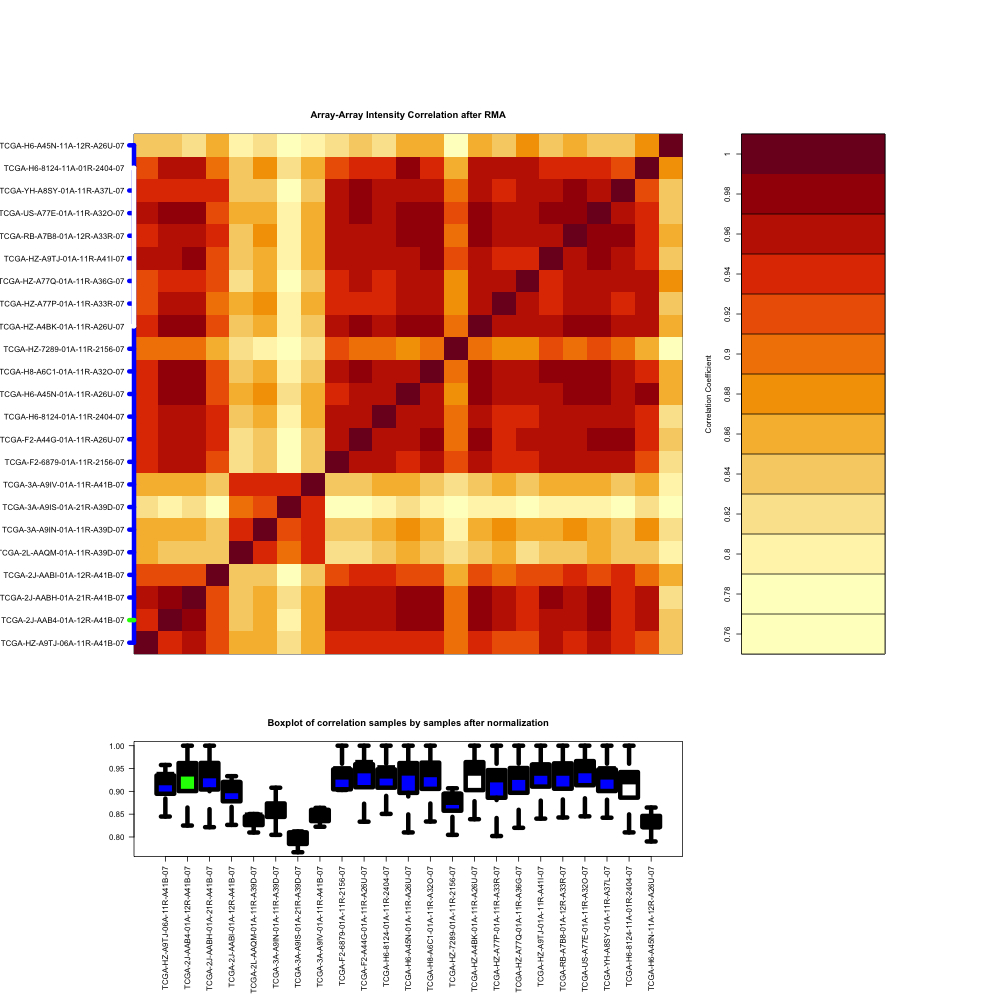 Array-Array Intensity Correlation after RMA
TCGA-H6-A45N-11A-12R-A26U-07
TCGA-H6-8124-11A-01R-2404-07
TCGA-YH-A8SY-01A-11R-A37L-07
TCGA-US-A77E-01A-11R-A32O-07
TCGA-RB-A7B8-01A-12R-A33R-07
TCGA-HZ-A9TJ-01A-11R-A41I-07
TCGA-HZ-A77Q-01A-11R-A36G-07
TCGA-HZ-A77P-01A-11R-A33R-07
TCGA-HZ-A4BK-01A-11R-A26U-07
TCGA-HZ-7289-01A-11R-2156-07
TCGA-H8-A6C1-01A-11R-A32O-07
TCGA-H6-A45N-01A-11R-A26U-07
TCGA-H6-8124-01A-11R-2404-07
TCGA-F2-A44G-01A-11R-A26U-07
TCGA-F2-6879-01A-11R-2156-07
TCGA-3A-A9IV-01A-11R-A41B-07
TCGA-3A-A9IS-01A-21R-A39D-07
TCGA-3A-A9IN-01A-11R-A39D-07
TCGA-2L-AAQM-01A-11R-A39D-07
TCGA-2J-AABI-01A-12R-A41B-07
TCGA-2J-AABH-01A-21R-A41B-07
TCGA-2J-AAB4-01A-12R-A41B-07
TCGA-HZ-A9TJ-06A-11R-A41B-07
Correlation Coefficient
1
0.98
0.96
0.94
0.92
0.9
0.88
0.86
0.84
0.82
0.8
0.78
0.76
Boxplot of correlation samples by samples after normalization
1.00
0.95
0.90
0.85
0.80
TCGA-HZ-A9TJ-06A-11R-A41B-07
TCGA-2J-AAB4-01A-12R-A41B-07
TCGA-2J-AABH-01A-21R-A41B-07
TCGA-2J-AABI-01A-12R-A41B-07
TCGA-2L-AAQM-01A-11R-A39D-07
TCGA-3A-A9IN-01A-11R-A39D-07
TCGA-3A-A9IS-01A-21R-A39D-07
TCGA-3A-A9IV-01A-11R-A41B-07
TCGA-F2-6879-01A-11R-2156-07
TCGA-F2-A44G-01A-11R-A26U-07
TCGA-H6-8124-01A-11R-2404-07
TCGA-H6-A45N-01A-11R-A26U-07
TCGA-H8-A6C1-01A-11R-A32O-07
TCGA-HZ-7289-01A-11R-2156-07
TCGA-HZ-A4BK-01A-11R-A26U-07
TCGA-HZ-A77P-01A-11R-A33R-07
TCGA-HZ-A77Q-01A-11R-A36G-07
TCGA-HZ-A9TJ-01A-11R-A41I-07
TCGA-RB-A7B8-01A-12R-A33R-07
TCGA-US-A77E-01A-11R-A32O-07
TCGA-YH-A8SY-01A-11R-A37L-07
TCGA-H6-8124-11A-01R-2404-07
TCGA-H6-A45N-11A-12R-A26U-07